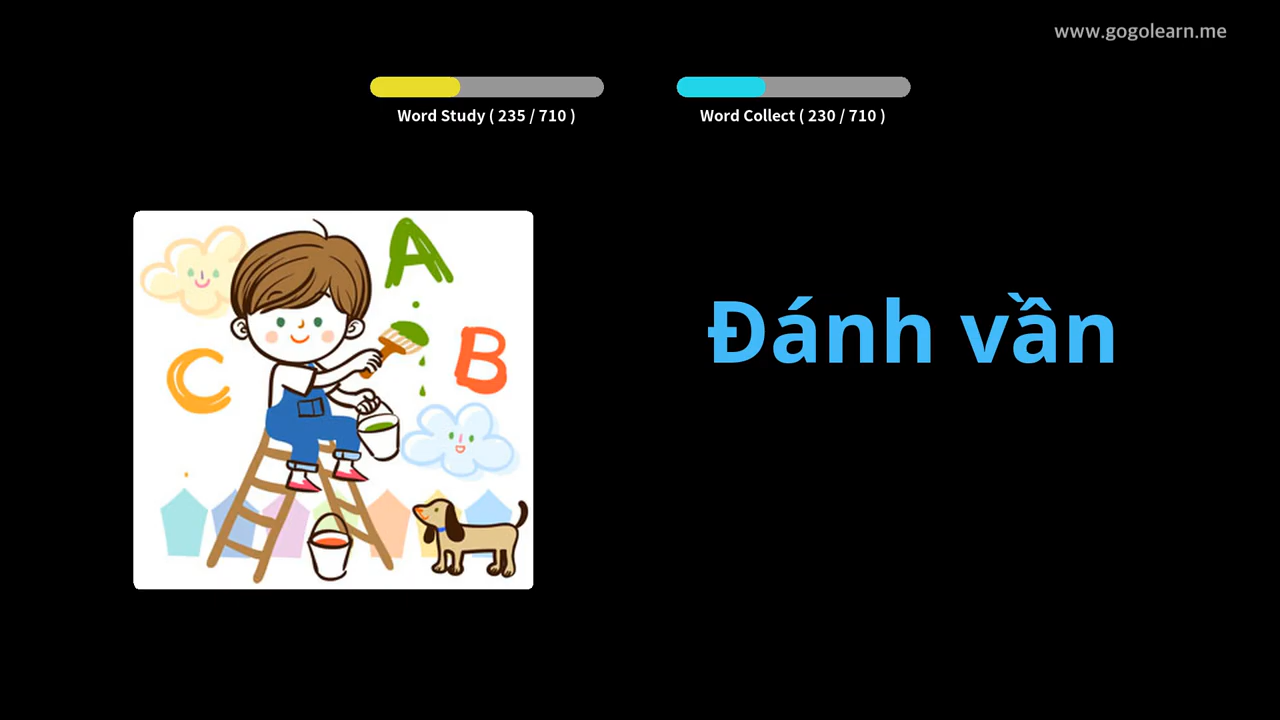 www.gogolearn.me
Word Study ( 235 / 710 )
Word Collect ( 230 / 710 )
A
B
C
Đánh vần